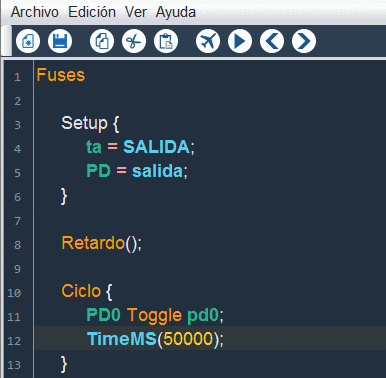 Archivo Edición Ver Ayuda
1 Fuses
2
3 Setup {
4 ta = SALIDA;
5 PD = salida;
6 }
7
8 Retardo();
9
10 Ciclo {
11 PD0 Toggle pd0;
12 TimeMS(50000);
13 }